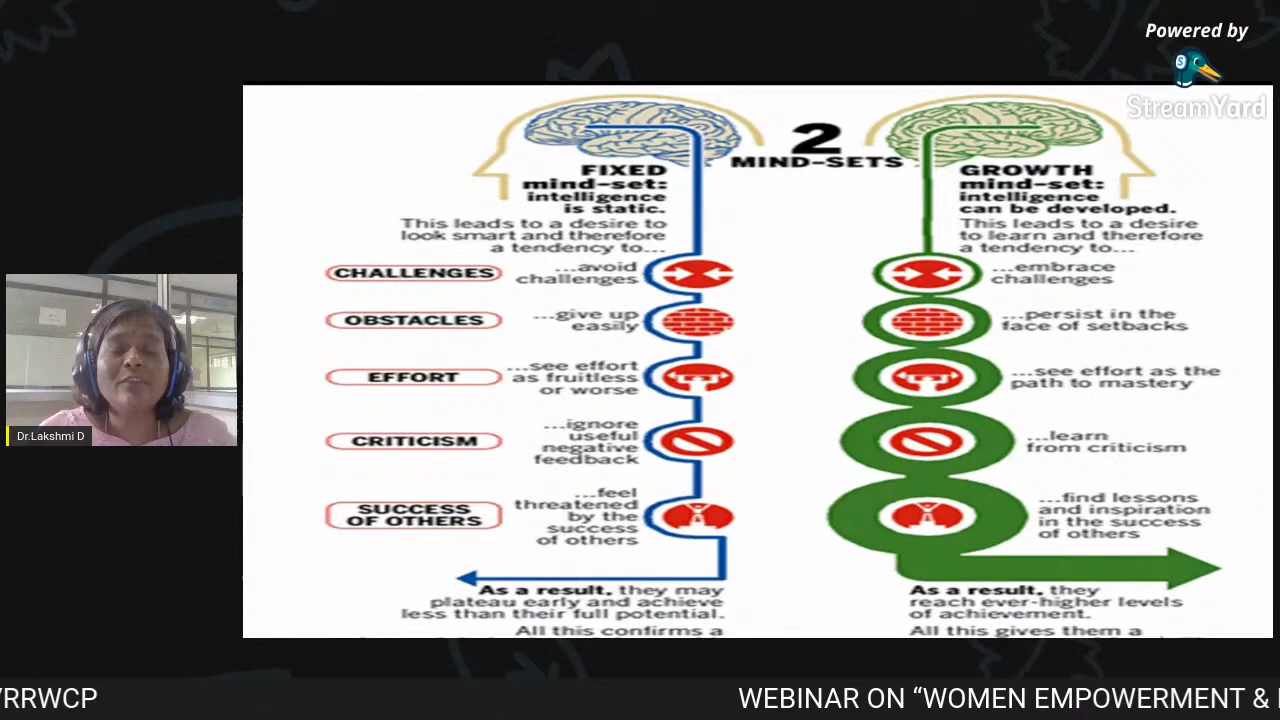 Powered by
StreamYard
2
MIND-SETS
FIXED
mind-set:
intelligence
is static.
This leads to a desire to
look smart and therefore
a tendency to...
GROWTH
mind-set:
intelligence
can be developed.
This leads to a desire
to learn and therefore
a tendency to...
CHALLENGES
...avoid
challenges
...embrace
challenges
OBSTACLES
...give up
easily
...persist in the
face of setbacks
EFFORT
...see effort
as fruitless
or worse
...see effort as the
path to mastery
CRITICISM
...ignore
useful
negative
feedback
...learn
from criticism
SUCCESS
OF OTHERS
...feel
threatened
by the
success
of others
...find lessons
and inspiration
in the success
of others
As a result, they may
plateau early and achieve
less than their full potential.
All this confirms a
As a result, they
reach ever-higher levels
of achievement.
All this gives them a
Dr.Lakshmi D
RRWCP
WEBINAR ON “WOMEN EMPOWERMENT &